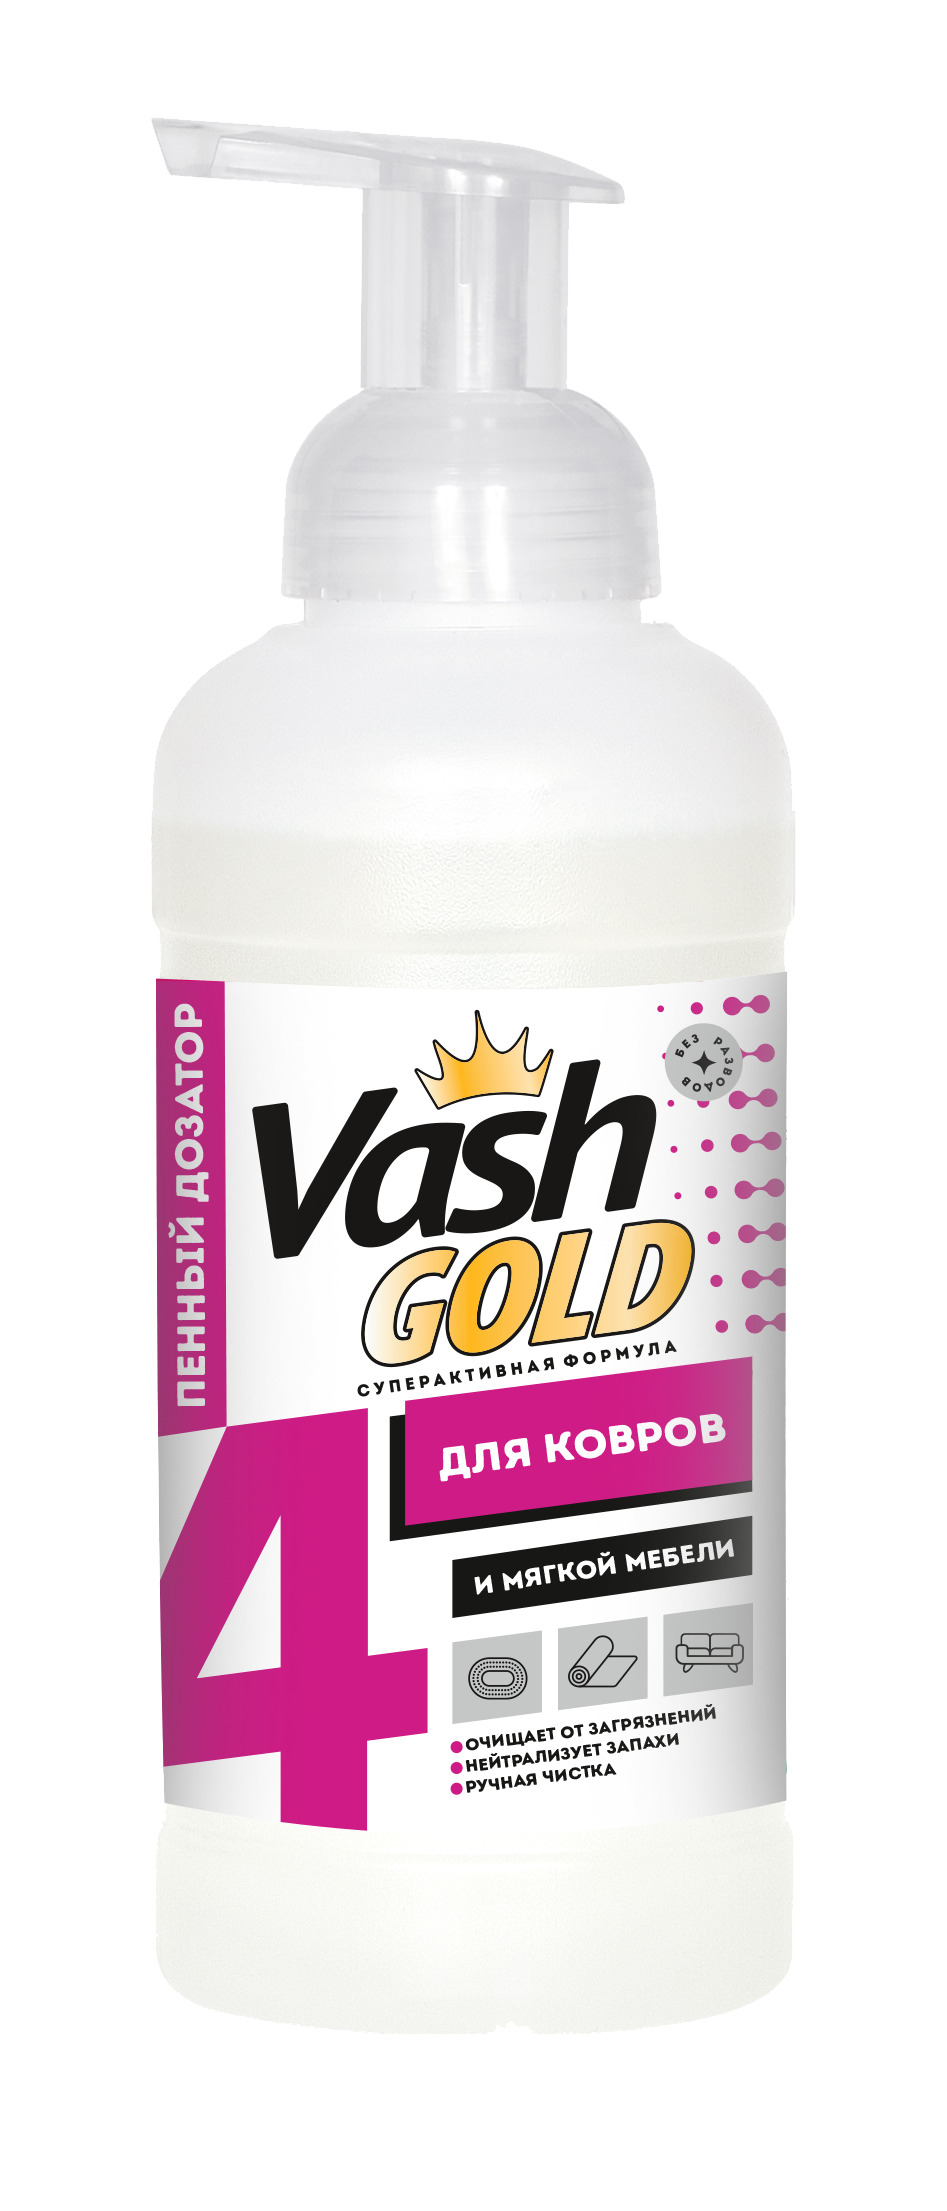 ПЕННЫЙ ДОЗАТОР
Vash
GOLD
БЕЗ РАЗВОДОВ
СУПЕРАКТИВНАЯ ФОРМУЛА
4
ДЛЯ КОВРОВ
И МЯГКОЙ МЕБЕЛИ
ОЧИЩАЕТ ОТ ЗАГРЯЗНЕНИЙ
НЕЙТРАЛИЗУЕТ ЗАПАХИ
РУЧНАЯ ЧИСТКА